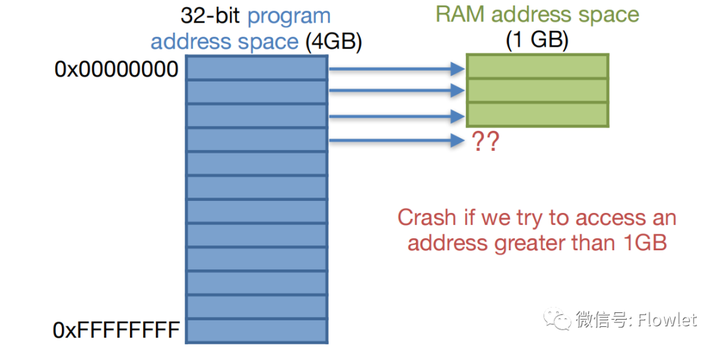 32-bit program
address space (4GB)
RAM address space
(1 GB)
0x00000000
??
Crash if we try to access an
address greater than 1GB
0xFFFFFFFF
微信号: Flowlet